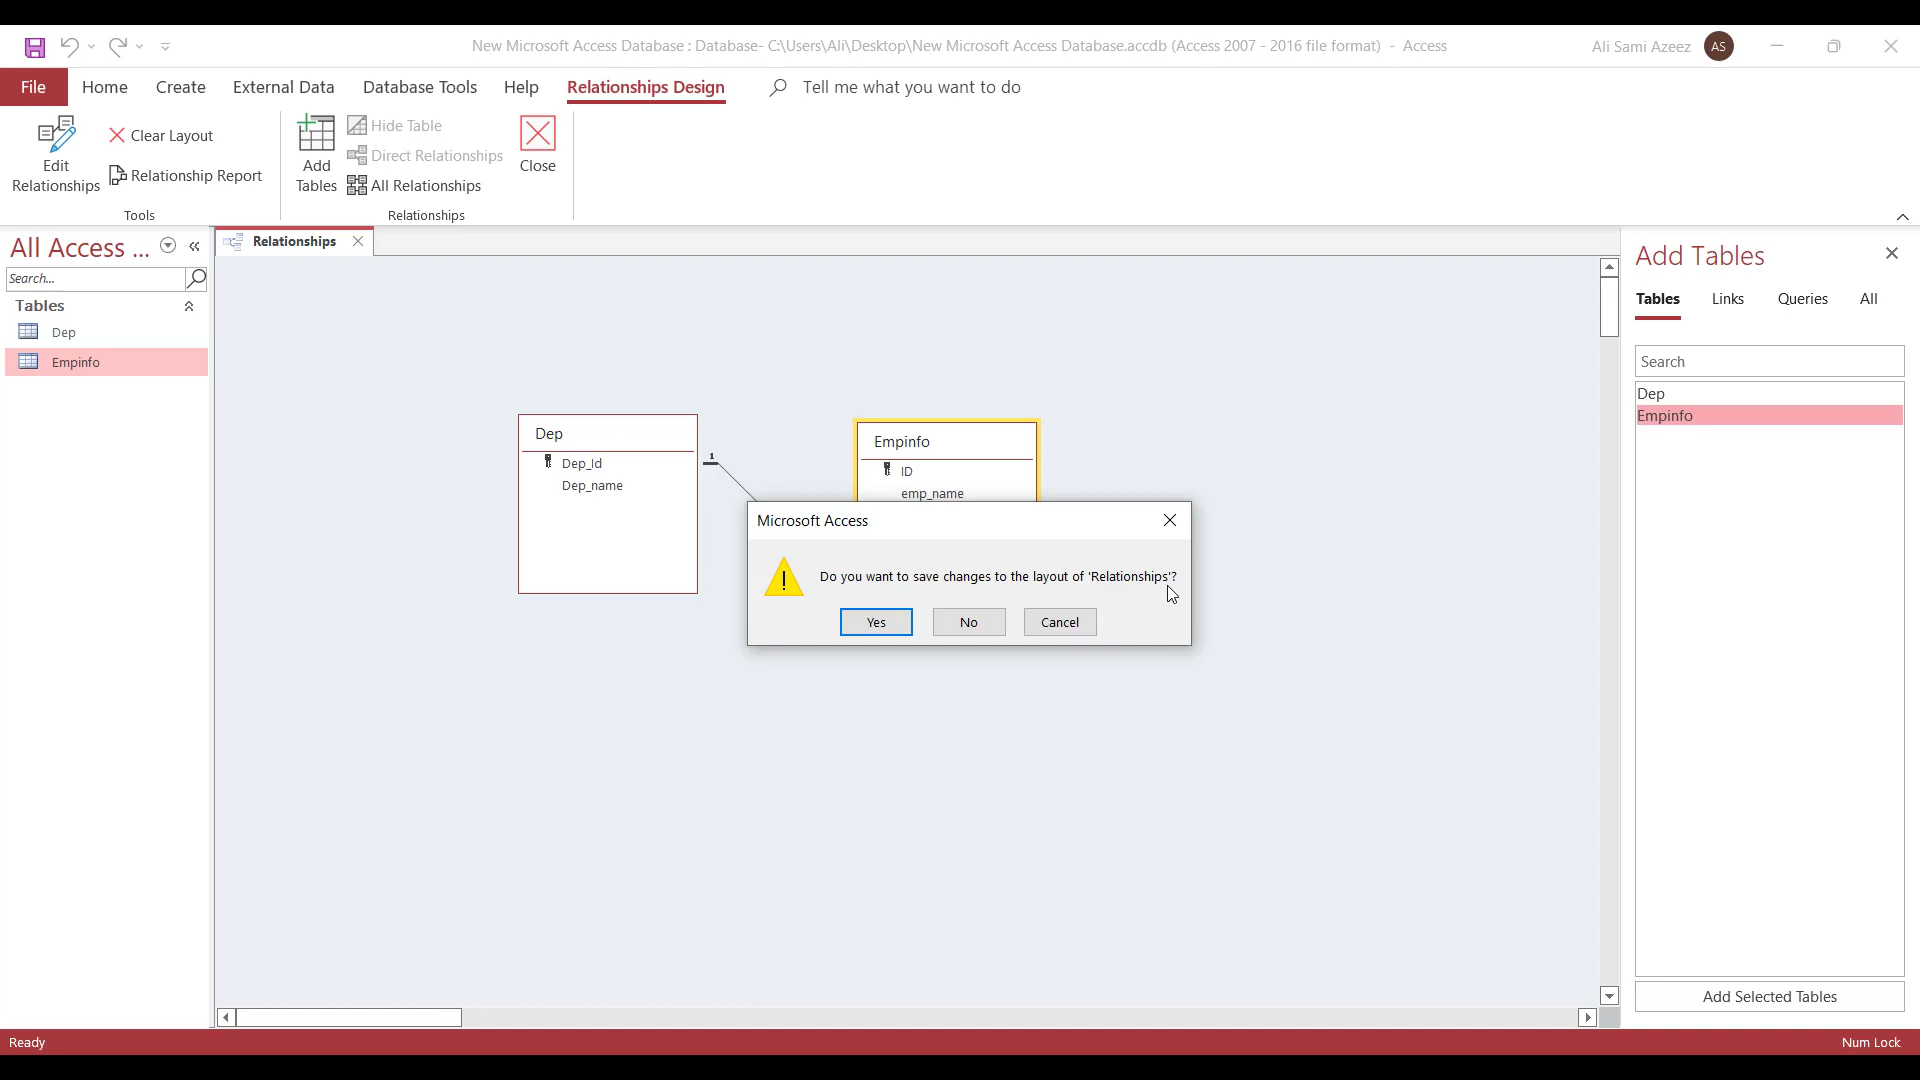 New Microsoft Access Database : Database- C:\Users\Ali\Desktop\New Microsoft Access Database.accdb (Access 2007 - 2016 file format) - Access
Ali Sami Azeez
AS
File
Home
Create
External Data
Database Tools
Help
Relationships Design
Tell me what you want to do
Edit
Relationships
Clear Layout
Relationship Report
Tools
Add
Tables
Hide Table
Direct Relationships
All Relationships
Close
Relationships
All Access ...
Search...
Tables
Dep
Empinfo
Relationships
Dep
Dep_Id
Dep_name
1
Empinfo
ID
emp_name
Microsoft Access
Do you want to save changes to the layout of 'Relationships'?
Yes
No
Cancel
Add Tables
Tables
Links
Queries
All
Search
Dep
Empinfo
Add Selected Tables
Ready
Num Lock